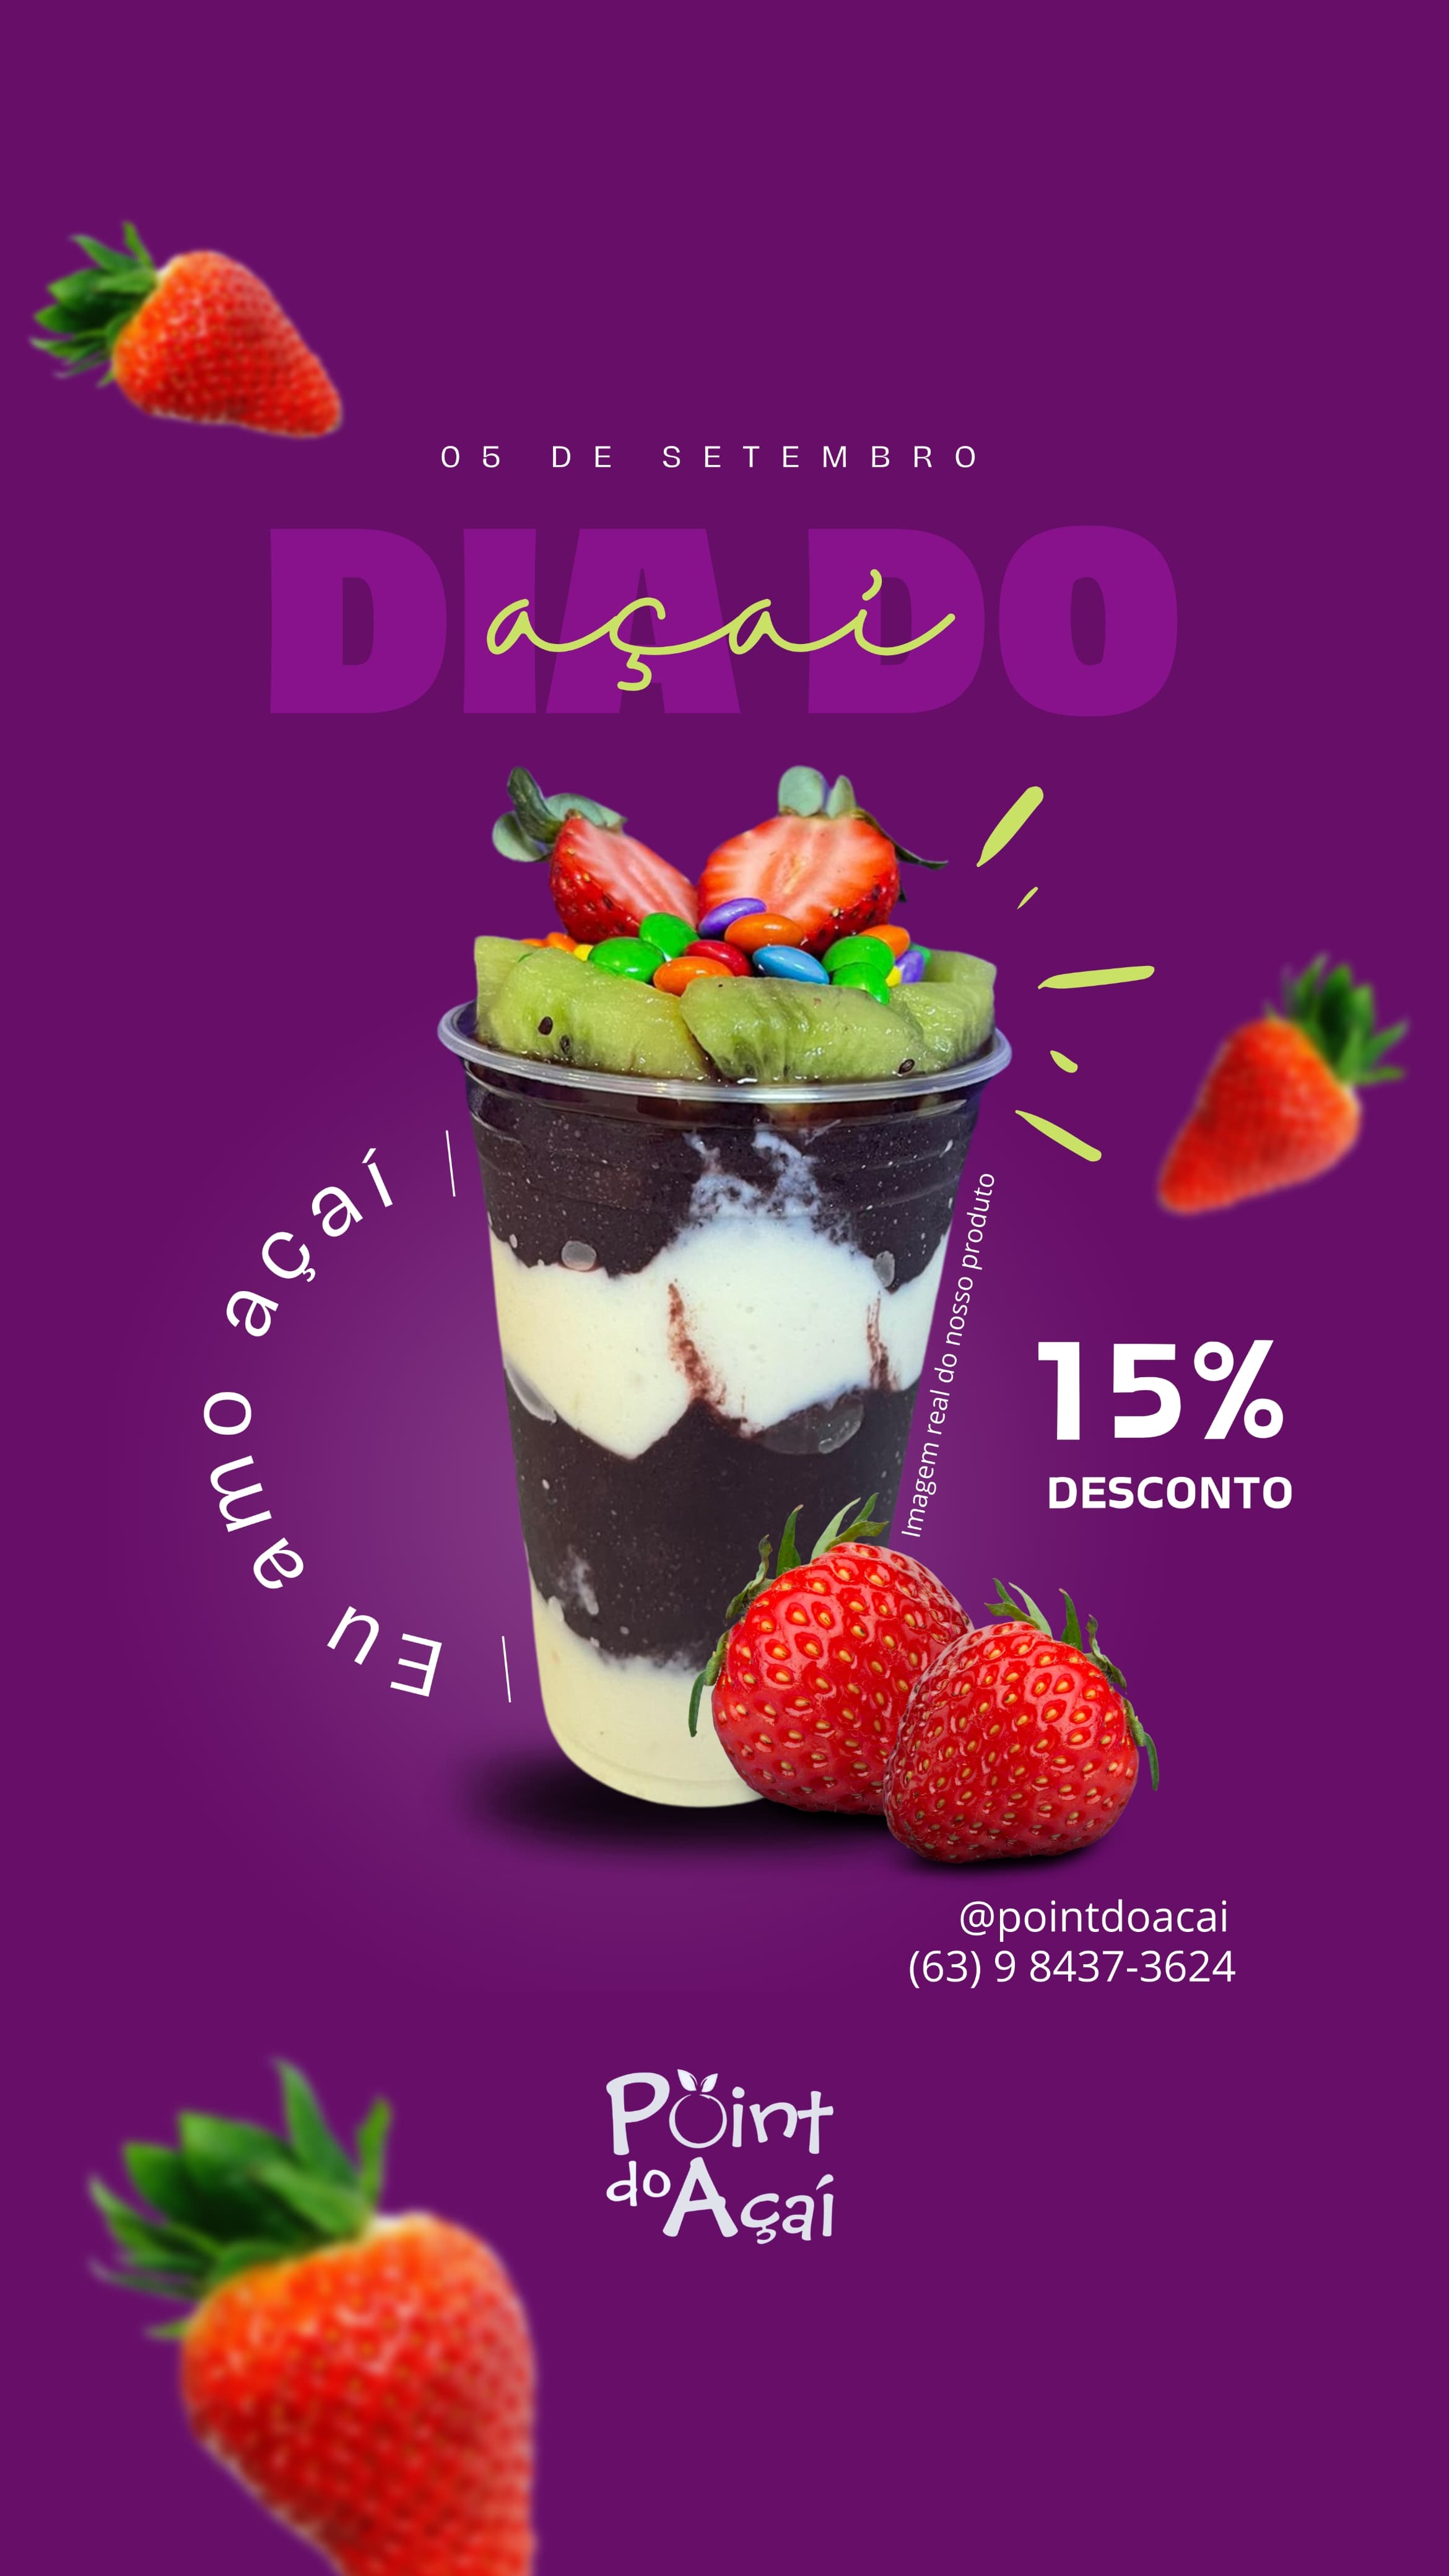 05 DE SETEMBRO
DIA DO
açaí
Eu amo açaí
Imagem real do nosso produto
15%
DESCONTO
@pointdoacai
(63) 9 8437-3624
Point
do Açaí